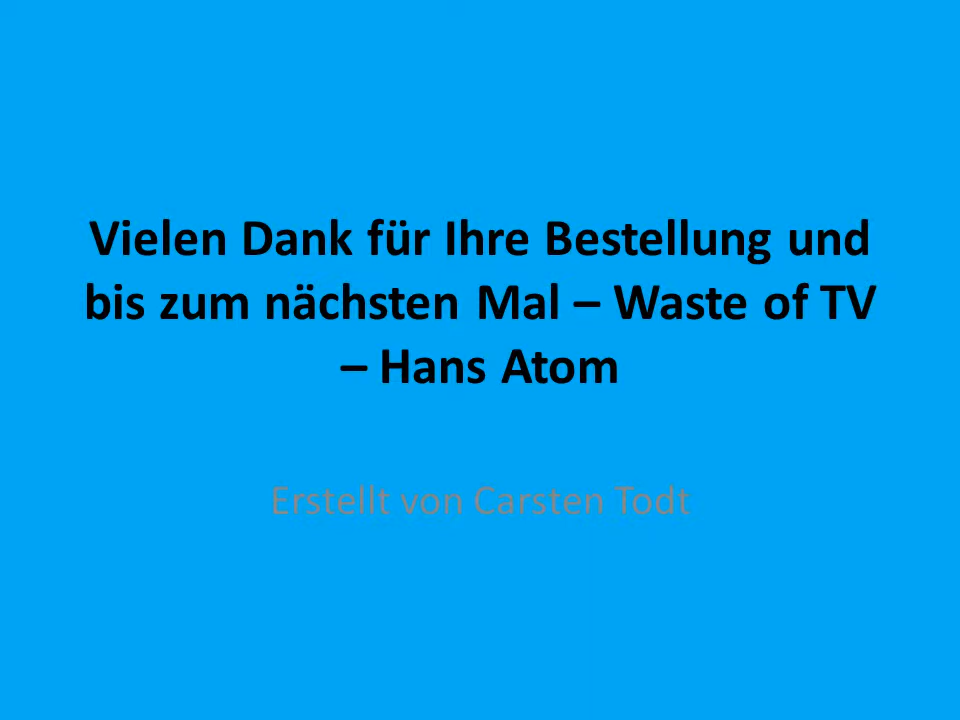 Vielen Dank für Ihre Bestellung und
bis zum nächsten Mal – Waste of TV
– Hans Atom
Erstellt von Carsten Todt